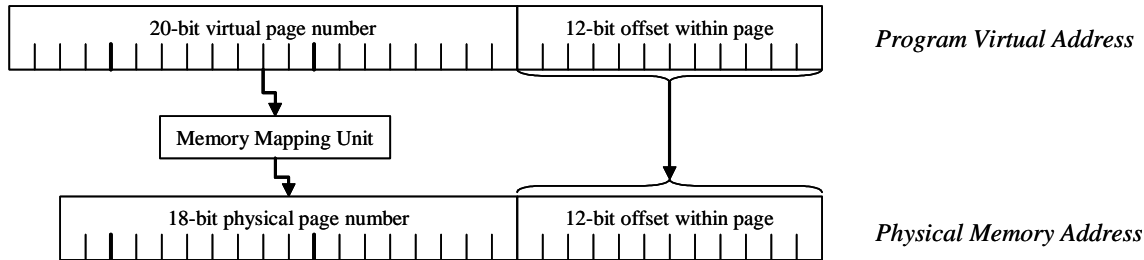 20-bit virtual page number
12-bit offset within page
Program Virtual Address
Memory Mapping Unit
18-bit physical page number
12-bit offset within page
Physical Memory Address